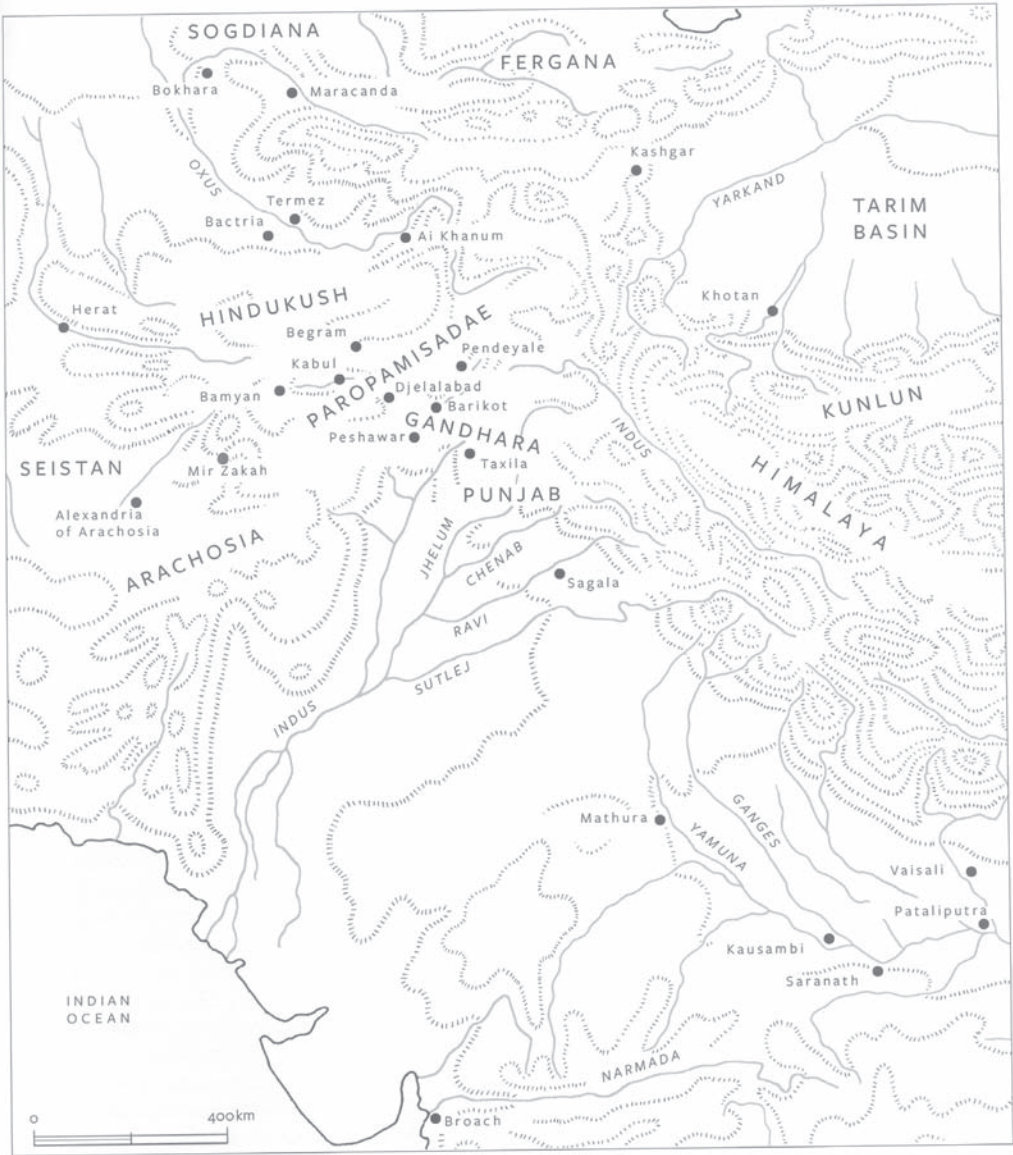 SOGDIANA
FERGANA
Bokhara
Maracanda
Kashgar
OXUS
YARKAND
Termez
TARIM
BASIN
Bactria
Ai Khanum
HINDUKUSH
Khotan
Herat
Begram
PAROPAMISADAE
Pendeyale
Kabul
Bamyan
Djelalabad
Barikot
KUNLUN
GANDHARA
Peshawar
INDUS
SEISTAN
Mir Zakah
Taxila
HIMALAYA
PUNJAB
Alexandria
of Arachosia
ARACHOSIA
JHELUM
CHENAB
Sagala
RAVI
SUTLEJ
INDUS
Mathura
YAMUNA
GANGES
Vaisali
Pataliputra
Kausambi
Saranath
INDIAN
OCEAN
NARMADA
0
400km
Broach